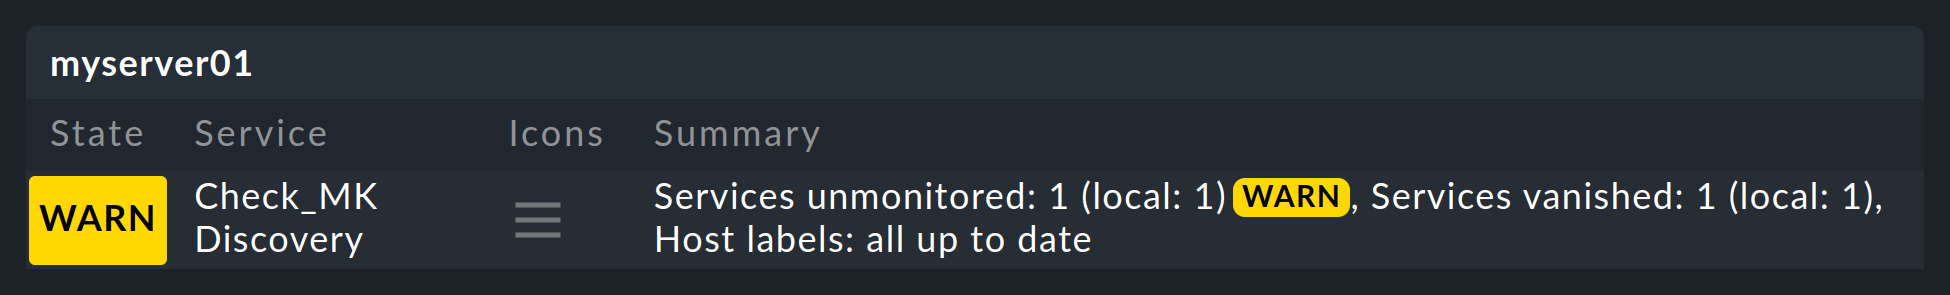 myserver01
State Service Icons Summary
WARN Check_MK Discovery Services unmonitored: 1 (local: 1) WARN, Services vanished: 1 (local: 1),
Host labels: all up to date